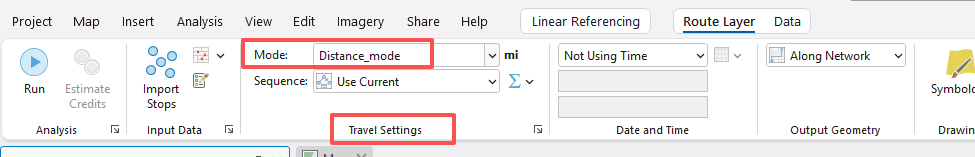 Project Map Insert Analysis View Edit Imagery Share Help Linear Referencing Route Layer Data
Run
Estimate
Credits
Analysis
Import
Stops
Input Data
Mode: Distance_mode mi
Sequence: Use Current Σ
Travel Settings
Not Using Time
Date and Time
Along Network
Output Geometry
Symbolo
Drawing